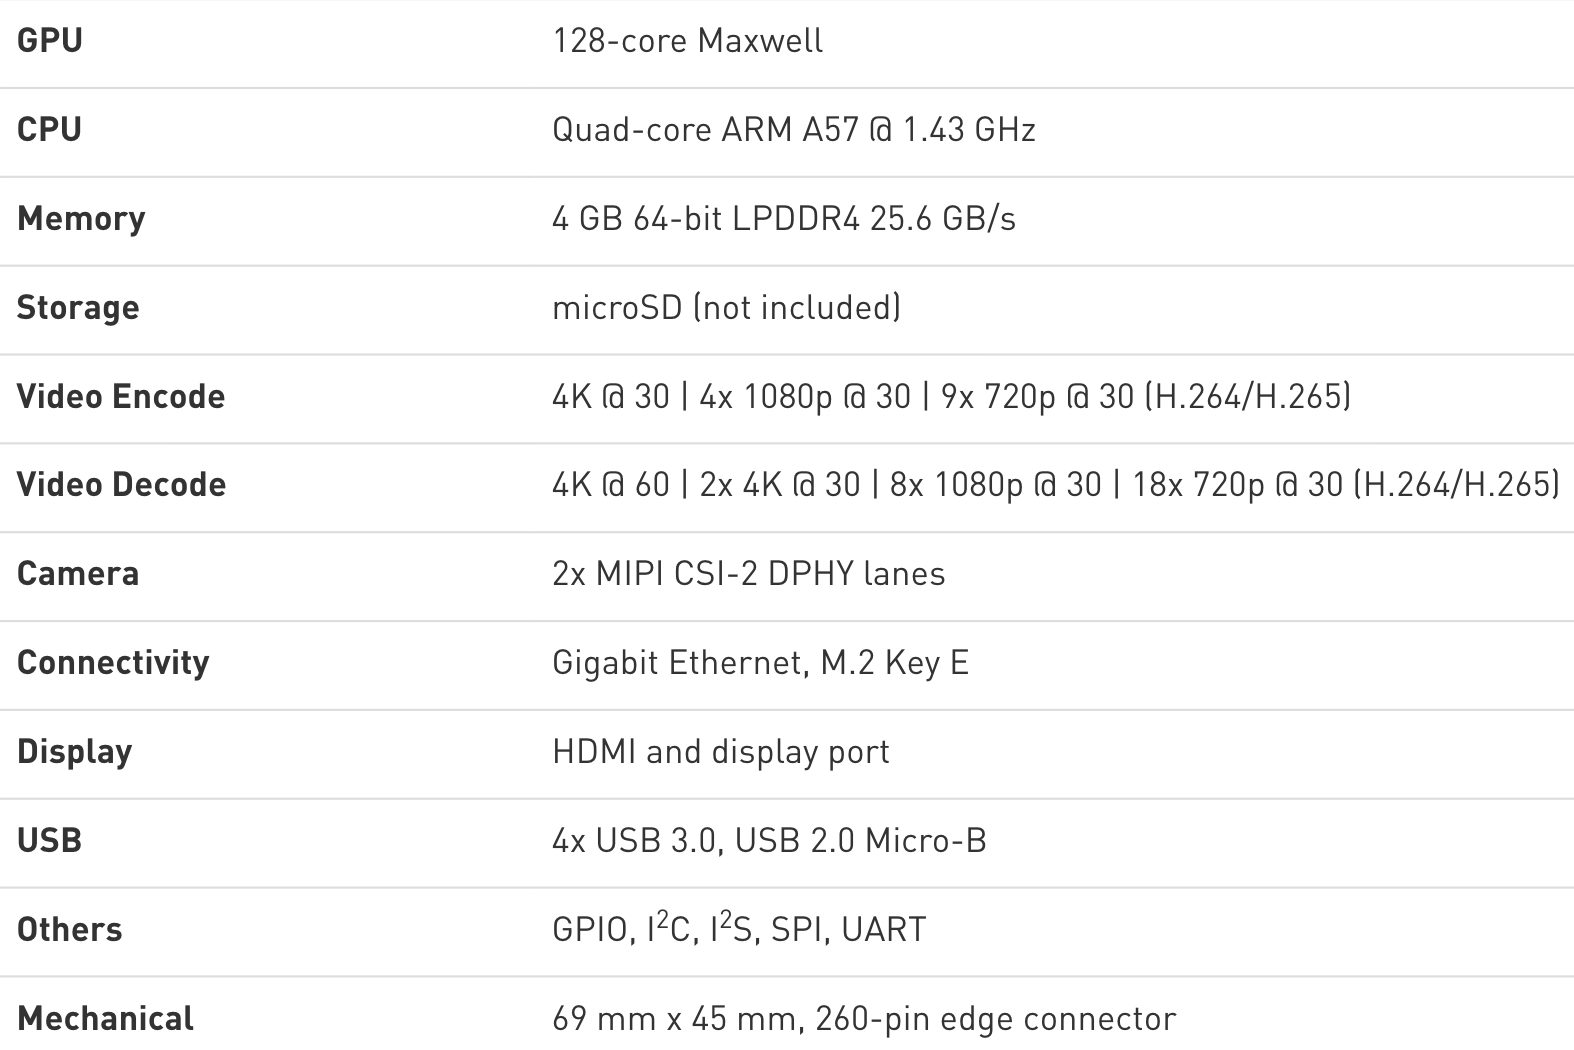 GPU 128-core Maxwell
CPU Quad-core ARM A57 @ 1.43 GHz
Memory 4 GB 64-bit LPDDR4 25.6 GB/s
Storage microSD (not included)
Video Encode 4K @ 30 | 4x 1080p @ 30 | 9x 720p @ 30 (H.264/H.265)
Video Decode 4K @ 60 | 2x 4K @ 30 | 8x 1080p @ 30 | 18x 720p @ 30 (H.264/H.265)
Camera 2x MIPI CSI-2 DPHY lanes
Connectivity Gigabit Ethernet, M.2 Key E
Display HDMI and display port
USB 4x USB 3.0, USB 2.0 Micro-B
Others GPIO, I²C, I²S, SPI, UART
Mechanical 69 mm x 45 mm, 260-pin edge connector